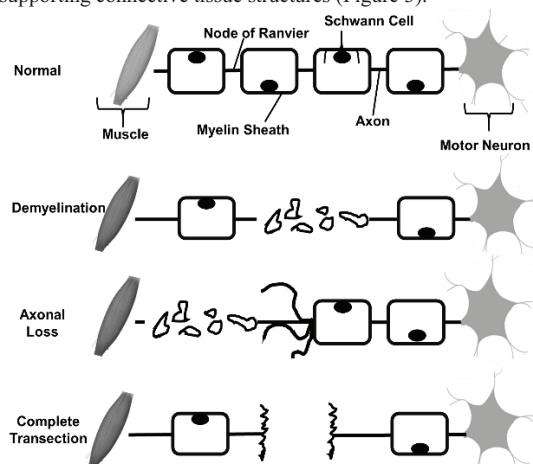 supporting connective tissue structures (Figure 3).
Schwann Cell
Node of Ranvier
Normal
Muscle
Myelin Sheath
Axon
Motor Neuron
Demyelination
Axonal
Loss
Complete
Transection